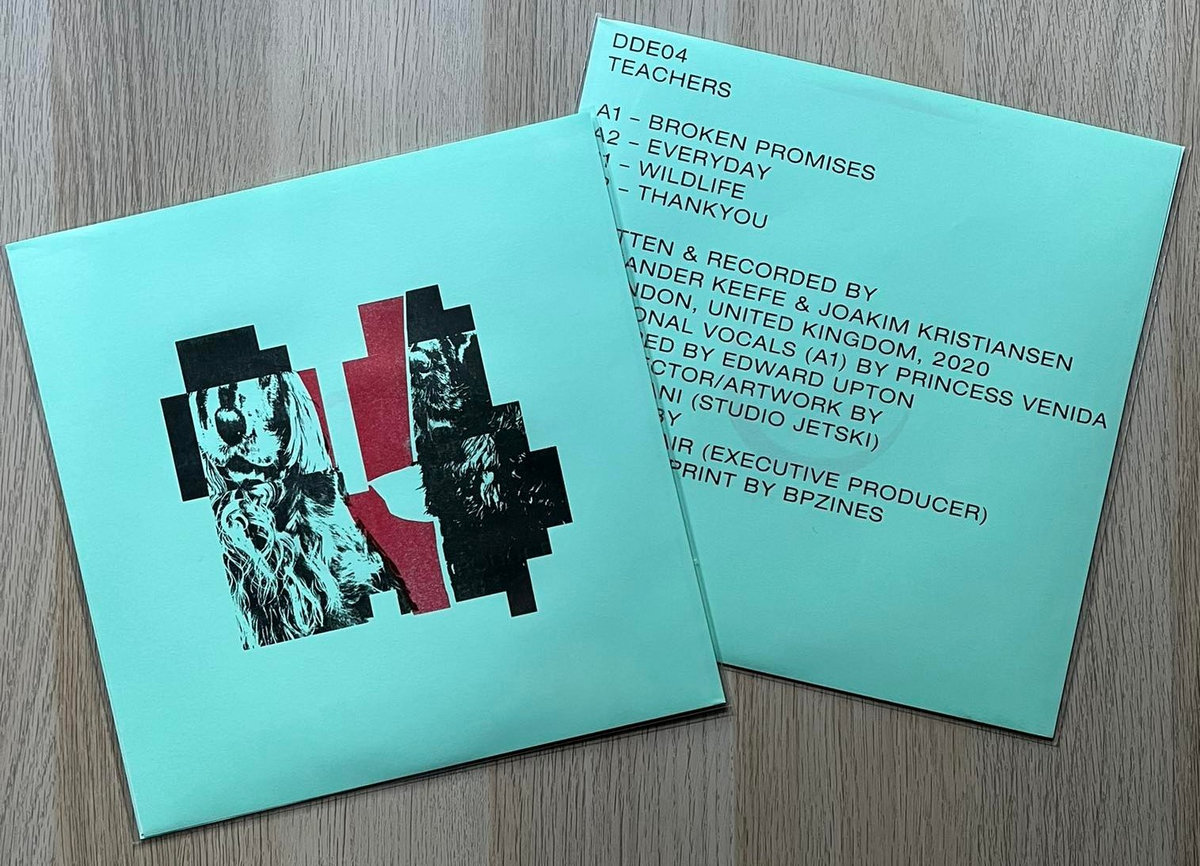 DDE04
TEACHERS
A1 – BROKEN PROMISES
A2 – EVERYDAY
1 – WILDLIFE
– THANKYOU
TTEN & RECORDED BY
ANDER KEEFE & JOAKIM KRISTIANSEN
NDON, UNITED KINGDOM, 2020
ONAL VOCALS (A1) BY PRINCESS VENIDA
ED BY EDWARD UPTON
CTOR/ARTWORK BY
NI (STUDIO JETSKI)
BY
IR (EXECUTIVE PRODUCER)
PRINT BY BPZINES